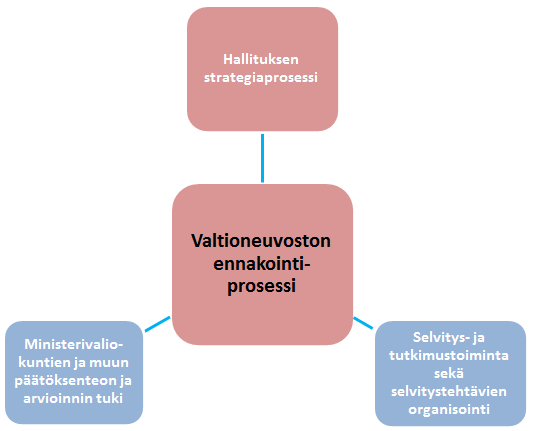 Hallituksen
strategiaprosessi
Valtioneuvoston
ennakointi-
prosessi
Ministerivalio-
kuntien ja muun
päätöksenteon ja
arvioinnin tuki
Selvitys- ja
tutkimustoiminta
sekä
selvitystehtävien
organisointi